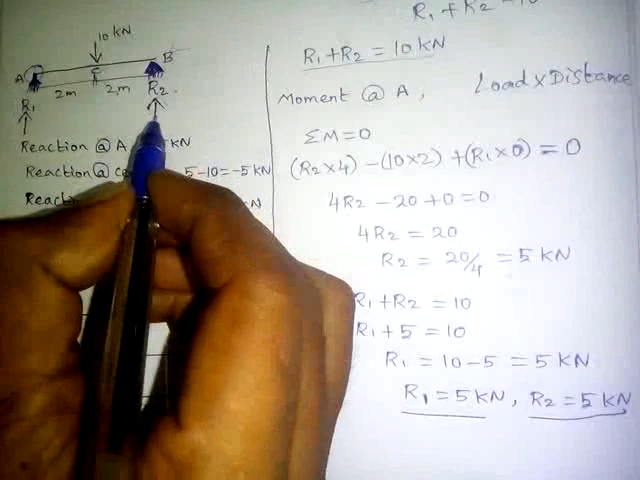 10 KN
A
B
C
2m
2m
R1
R2
Reaction @ A
KN
Reaction @
5-10=-5 KN
N
R1+R2 = 10 KN
Moment @ A,
Load x Distance
ΣM=0
(R2×4) -(10×2) +(R1×0) = 0
4R2 - 20 +0 =0
4R2 = 20
R2 = 20/4 = 5 KN
R1+R2 = 10
R1+5 = 10
R1 = 10-5 = 5 KN
R1 = 5 KN, R2 = 5 KN